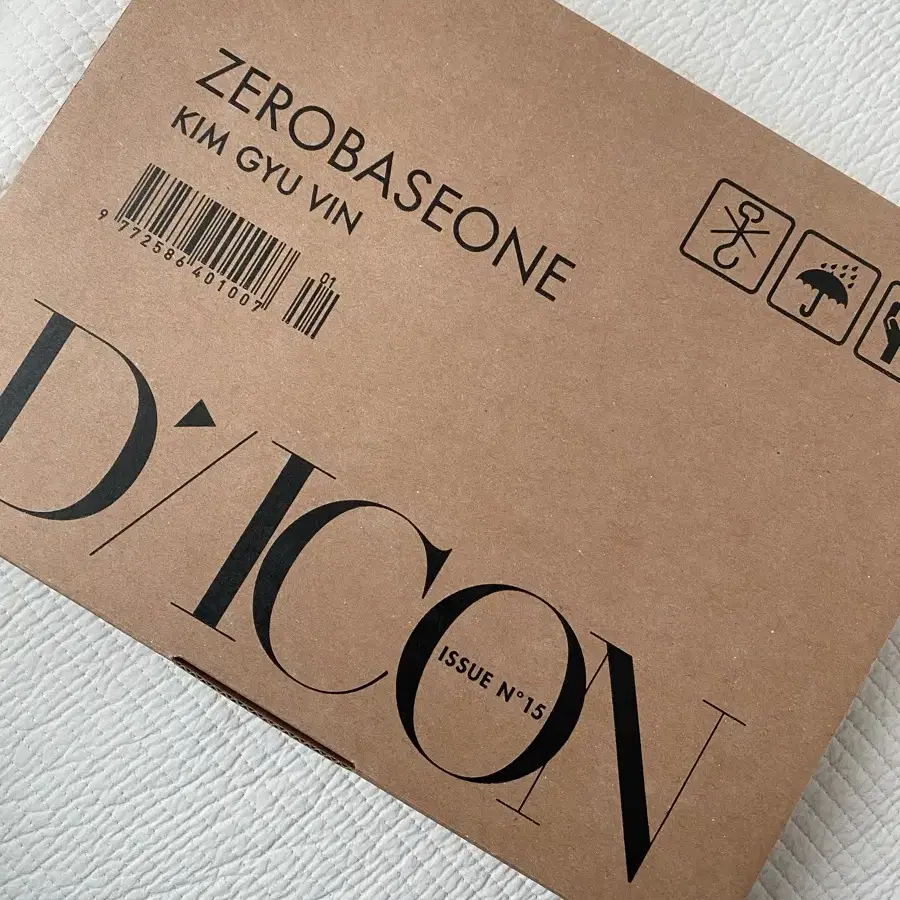 ZEROBASEONE
KIM GYU VIN
01
9 772586 401007
D'/ICON
ISSUE N°15